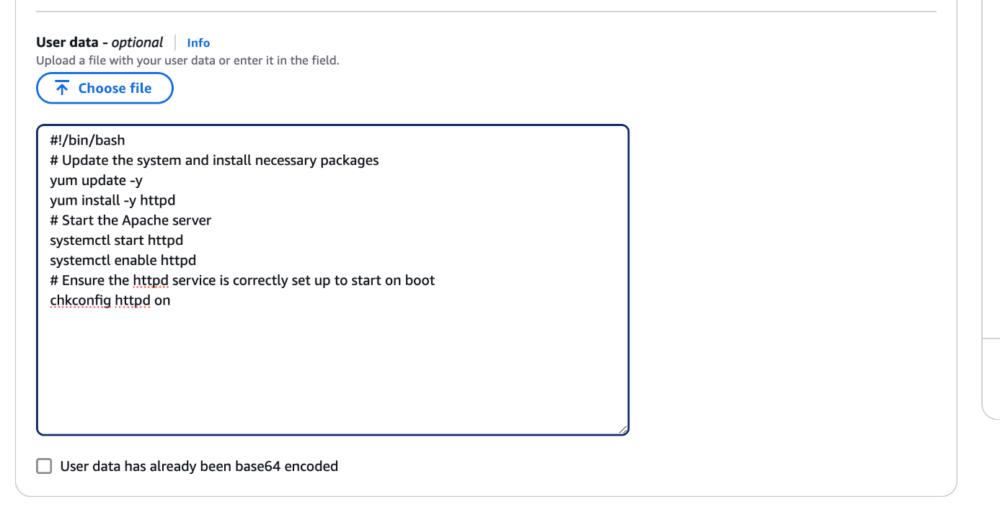 User data - optional Info
Upload a file with your user data or enter it in the field.
Choose file
#!/bin/bash
# Update the system and install necessary packages
yum update -y
yum install -y httpd
# Start the Apache server
systemctl start httpd
systemctl enable httpd
# Ensure the httpd service is correctly set up to start on boot
chkconfig httpd on
User data has already been base64 encoded